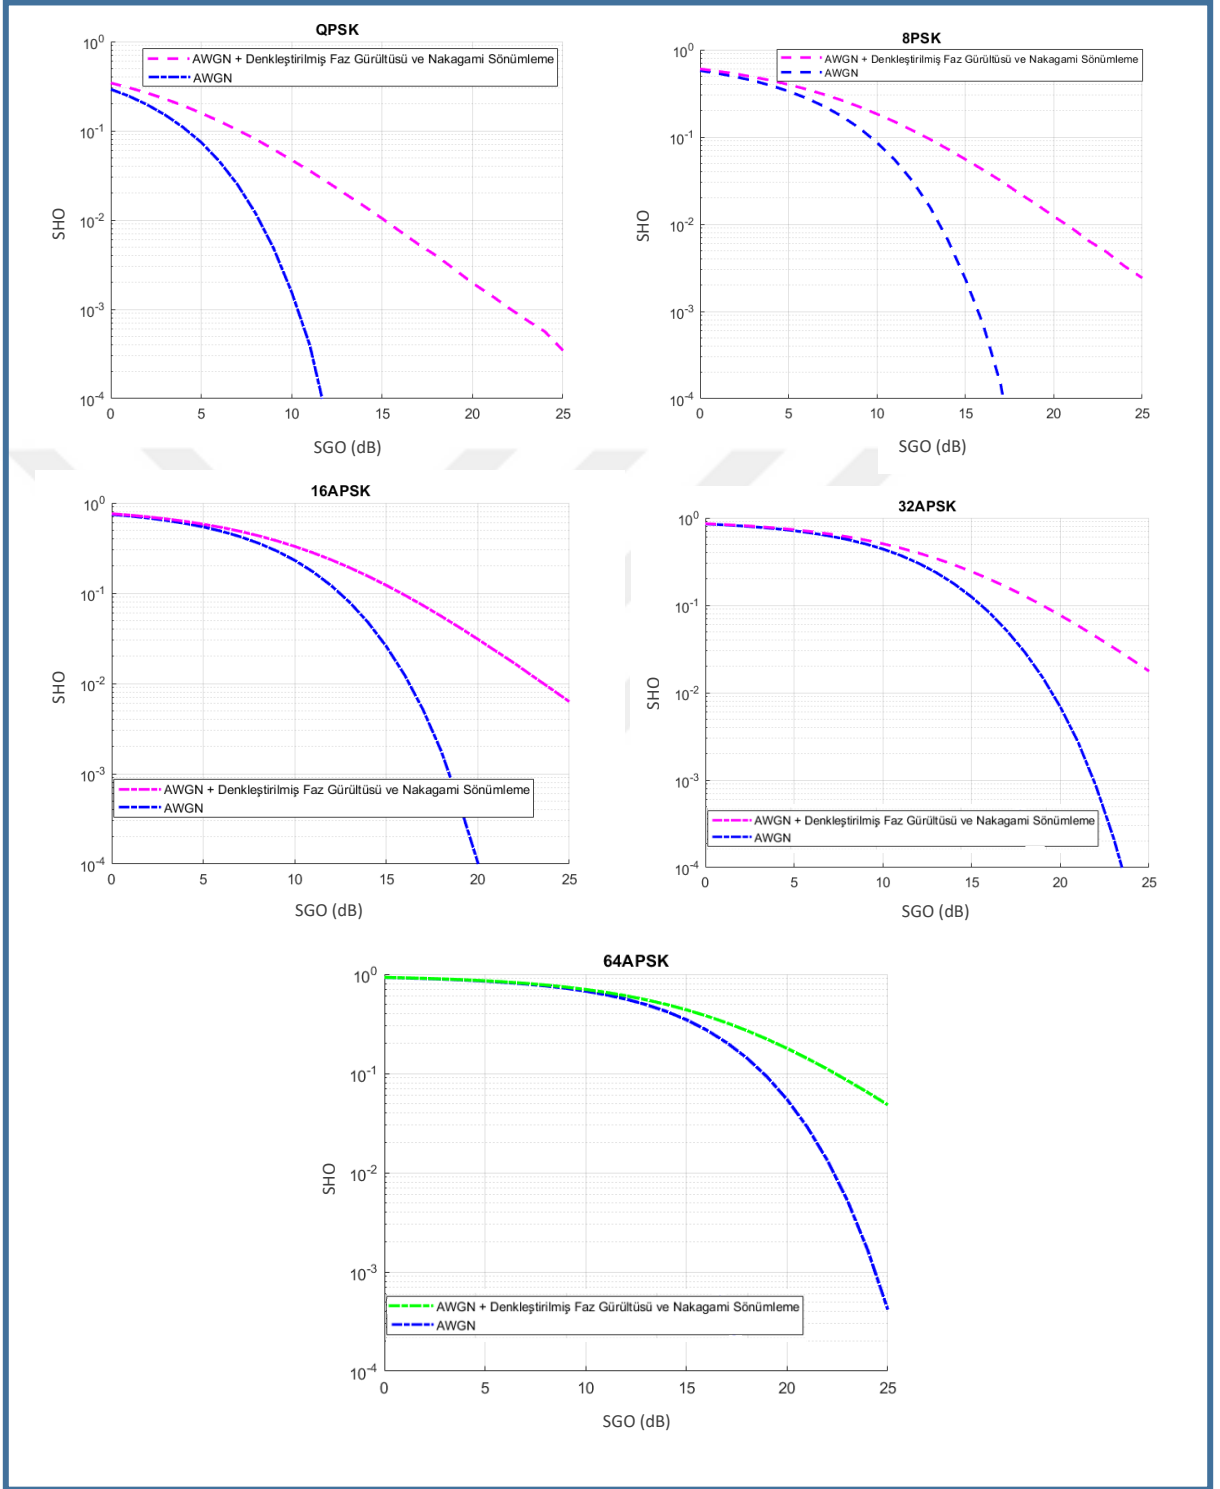 QPSK
10^0
AWGN + Denkleştirilmiş Faz Gürültüsü ve Nakagami Sönümleme
AWGN
10^-1
10^-2
SHO
10^-3
10^-4
0 5 10 15 20 25
SGO (dB)
8PSK
10^0
AWGN + Denkleştirilmiş Faz Gürültüsü ve Nakagami Sönümleme
AWGN
10^-1
10^-2
SHO
10^-3
10^-4
0 5 10 15 20 25
SGO (dB)
16APSK
10^0
10^-1
10^-2
SHO
10^-3
AWGN + Denkleştirilmiş Faz Gürültüsü ve Nakagami Sönümleme
AWGN
10^-4
0 5 10 15 20 25
SGO (dB)
32APSK
10^0
10^-1
10^-2
SHO
10^-3
AWGN + Denkleştirilmiş Faz Gürültüsü ve Nakagami Sönümleme
AWGN
10^-4
0 5 10 15 20 25
SGO (dB)
64APSK
10^0
10^-1
10^-2
SHO
10^-3
AWGN + Denkleştirilmiş Faz Gürültüsü ve Nakagami Sönümleme
AWGN
10^-4
0 5 10 15 20 25
SGO (dB)